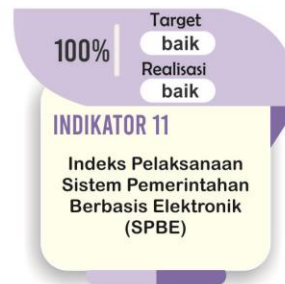 Target
100%
baik
Realisasi
baik
INDIKATOR 11
Indeks Pelaksanaan
Sistem Pemerintahan
Berbasis Elektronik
(SPBE)